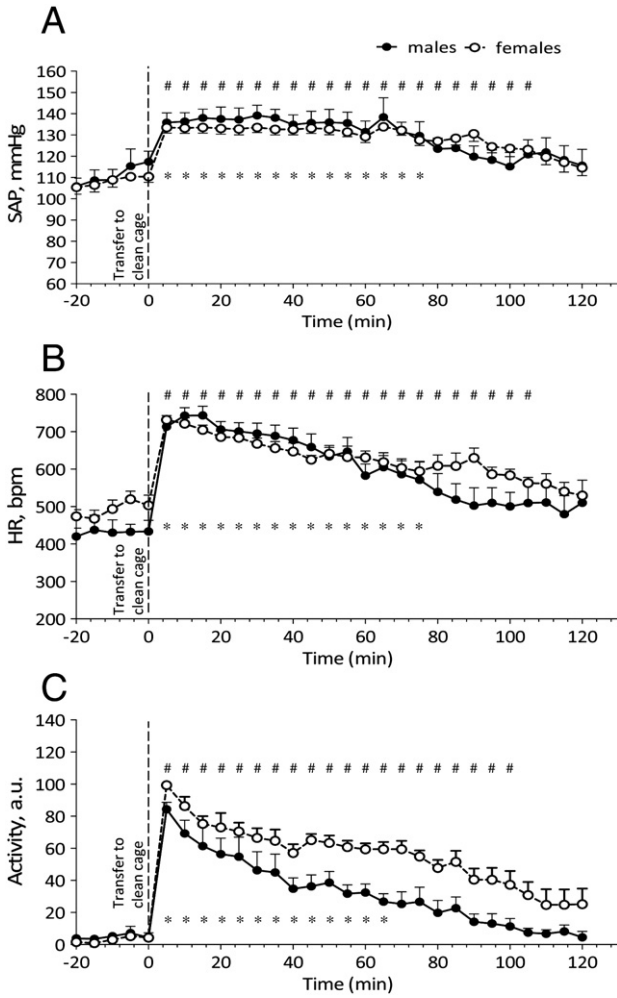 A
males females
160
150
140
130
120
110
100
90
80
70
60
SAP, mmHg
# # # # # # # # # # # # # # # # # # # # #
* * * * * * * * * * * * * * *
Transfer to
clean cage
-20 0 20 40 60 80 100 120
Time (min)
B
800
700
600
500
400
300
200
HR, bpm
# # # # # # # # # # # # # # # # # # # # #
* * * * * * * * * * * * * * *
Transfer to
clean cage
-20 0 20 40 60 80 100 120
Time (min)
C
140
120
100
80
60
40
20
0
Activity, a.u.
# # # # # # # # # # # # # # # # # # # #
* * * * * * * * * * * * *
Transfer to
clean cage
-20 0 20 40 60 80 100 120
Time (min)